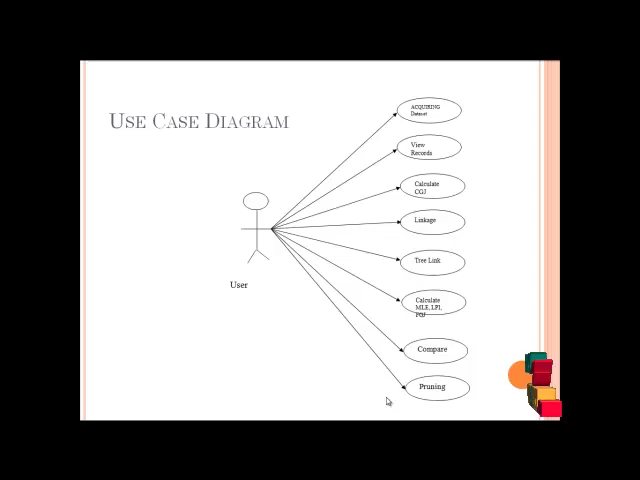 USE CASE DIAGRAM
ACQUIRING
Dataset
View
Records
Calculate
CGJ
Linkage
Tree Link
Calculate
MLE, LPI,
User
Compare
Pruning